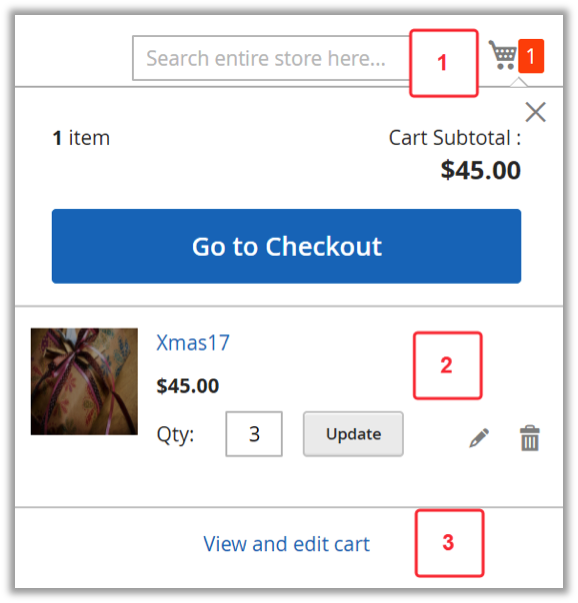 Search entire store here... 1 1
1 item Cart Subtotal :
$45.00
Go to Checkout
Xmas17
2
$45.00
Qty: 3 Update
View and edit cart 3